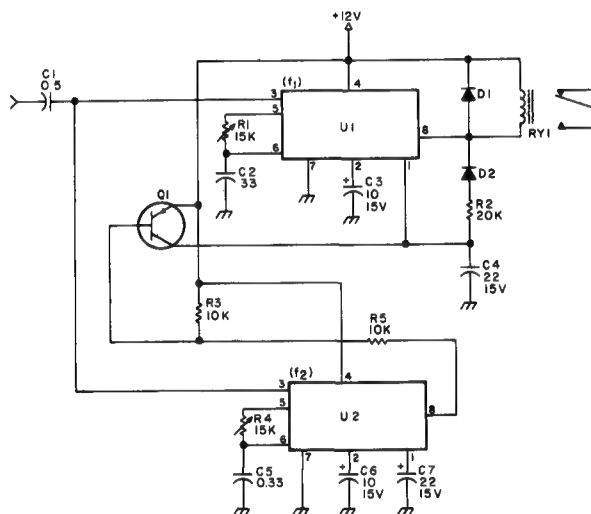 +12V
C1
0.5
(f1)
3
4
5
R1
15K
6
U1
8
D1
RY1
7
2
1
C2
33
+
C3
10
15V
D2
R2
20K
Q1
C4
22
15V
R3
10K
R5
10K
(f2)
3
4
5
R4
15K
6
U2
8
7
2
1
C5
0.33
+
C6
10
15V
+
C7
22
15V